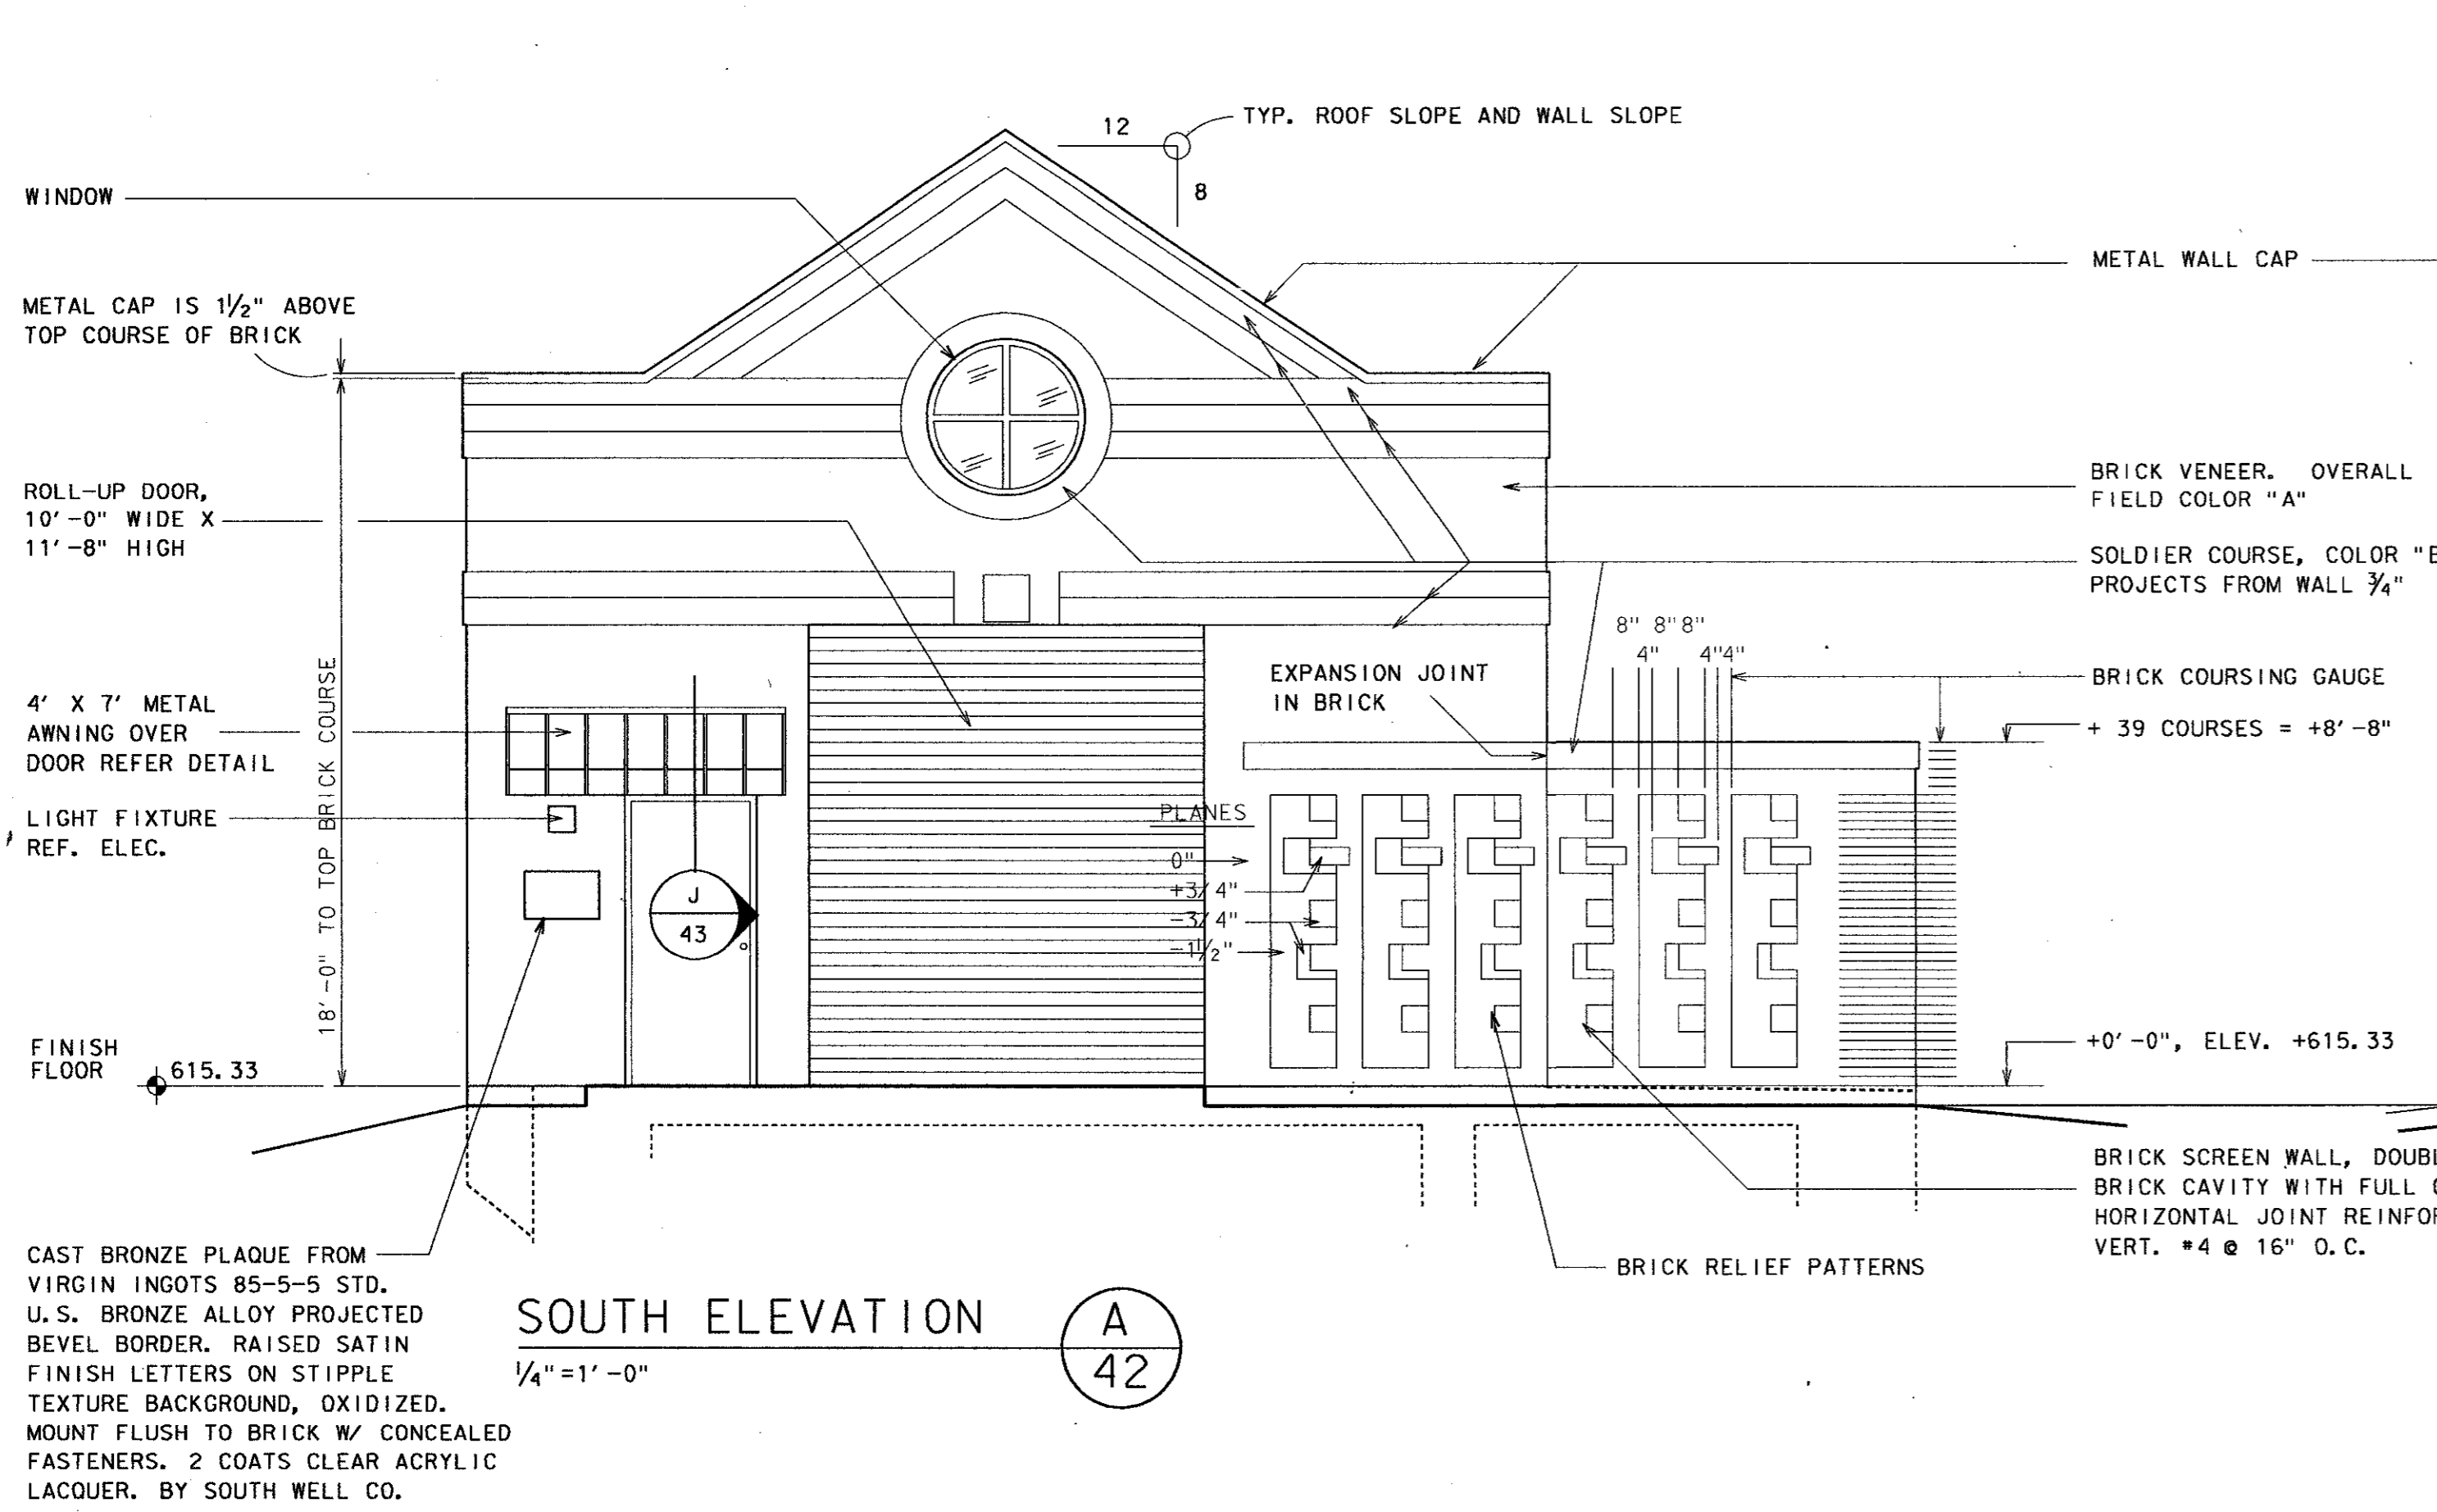 TYP. ROOF SLOPE AND WALL SLOPE
12
8
WINDOW
METAL WALL CAP
METAL CAP IS 1½" ABOVE
TOP COURSE OF BRICK
ROLL-UP DOOR,
10'-0" WIDE X
11'-8" HIGH
BRICK VENEER. OVERALL
FIELD COLOR "A"
SOLDIER COURSE, COLOR "B
PROJECTS FROM WALL ¾"
8" 8" 8"
4" 4" 4"
EXPANSION JOINT
IN BRICK
BRICK COURSING GAUGE
+ 39 COURSES = +8'-8"
4' X 7' METAL
AWNING OVER
DOOR REFER DETAIL
18'-0" TO TOP BRICK COURSE
LIGHT FIXTURE
REF. ELEC.
PLANES
0"
+3/4"
-3/4"
-1½"
J
43
FINISH
FLOOR
615.33
+0'-0", ELEV. +615.33
BRICK SCREEN WALL, DOUBL
BRICK CAVITY WITH FULL
HORIZONTAL JOINT REINFOR
VERT. #4 @ 16" O.C.
BRICK RELIEF PATTERNS
CAST BRONZE PLAQUE FROM
VIRGIN INGOTS 85-5-5 STD.
U.S. BRONZE ALLOY PROJECTED
BEVEL BORDER. RAISED SATIN
FINISH LETTERS ON STIPPLE
TEXTURE BACKGROUND, OXIDIZED.
MOUNT FLUSH TO BRICK W/ CONCEALED
FASTENERS. 2 COATS CLEAR ACRYLIC
LACQUER. BY SOUTH WELL CO.
SOUTH ELEVATION
¼"=1'-0"
A
42